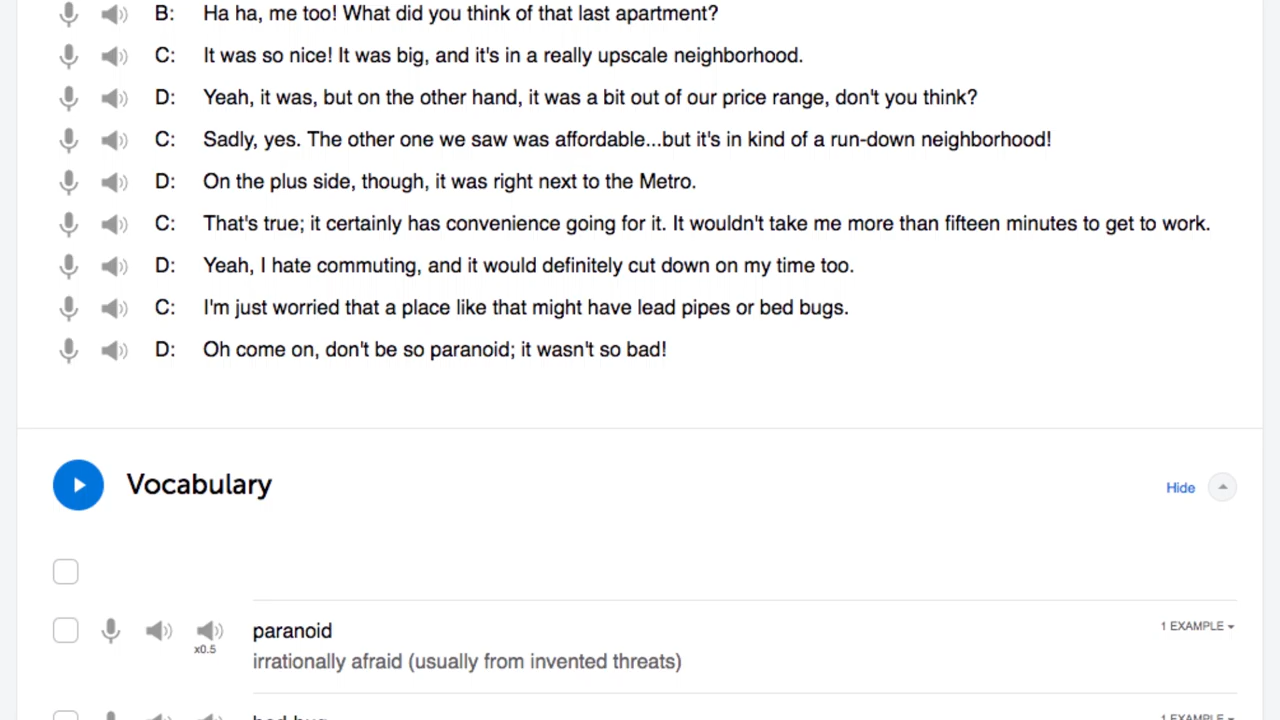 B: Ha ha, me too! What did you think of that last apartment?
C: It was so nice! It was big, and it's in a really upscale neighborhood.
D: Yeah, it was, but on the other hand, it was a bit out of our price range, don't you think?
C: Sadly, yes. The other one we saw was affordable...but it's in kind of a run-down neighborhood!
D: On the plus side, though, it was right next to the Metro.
C: That's true; it certainly has convenience going for it. It wouldn't take me more than fifteen minutes to get to work.
D: Yeah, I hate commuting, and it would definitely cut down on my time too.
C: I'm just worried that a place like that might have lead pipes or bed bugs.
D: Oh come on, don't be so paranoid; it wasn't so bad!
Vocabulary
Hide
paranoid
1 EXAMPLE
x0.5
irrationally afraid (usually from invented threats)
bed bug
1 EXAMPLE